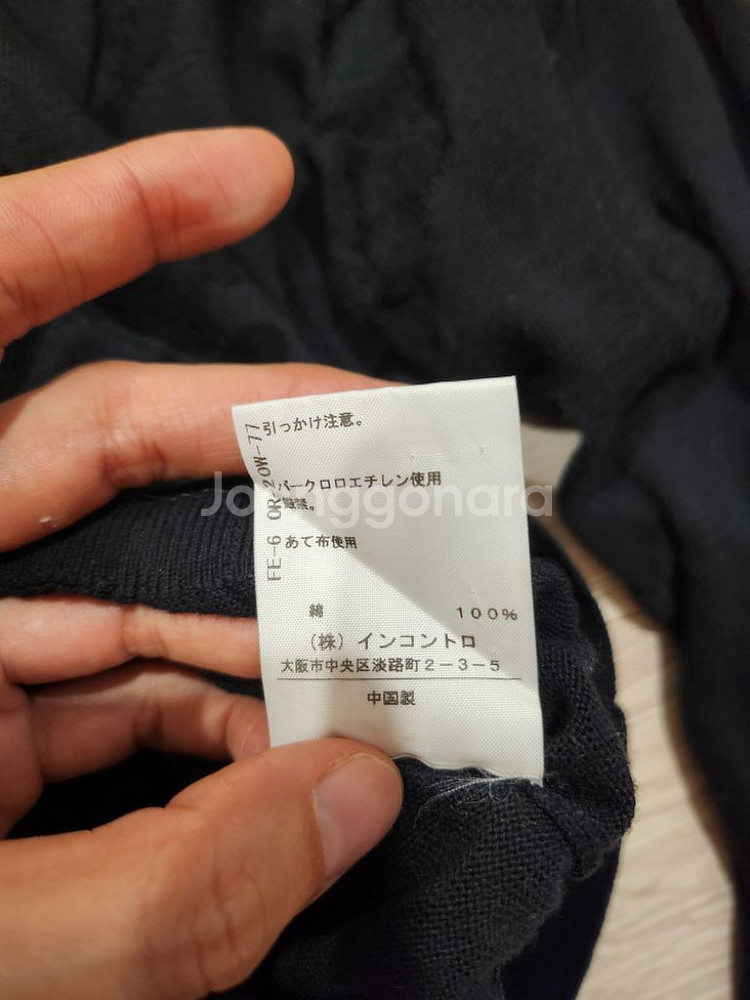 引っかけ注意。
パークロロエチレン使用
厳禁。
あて布使用
綿 100%
(株)インコントロ
大阪市中央区淡路町2-3-5
中国製
FE-6 OR-20W-77
Joonggonara